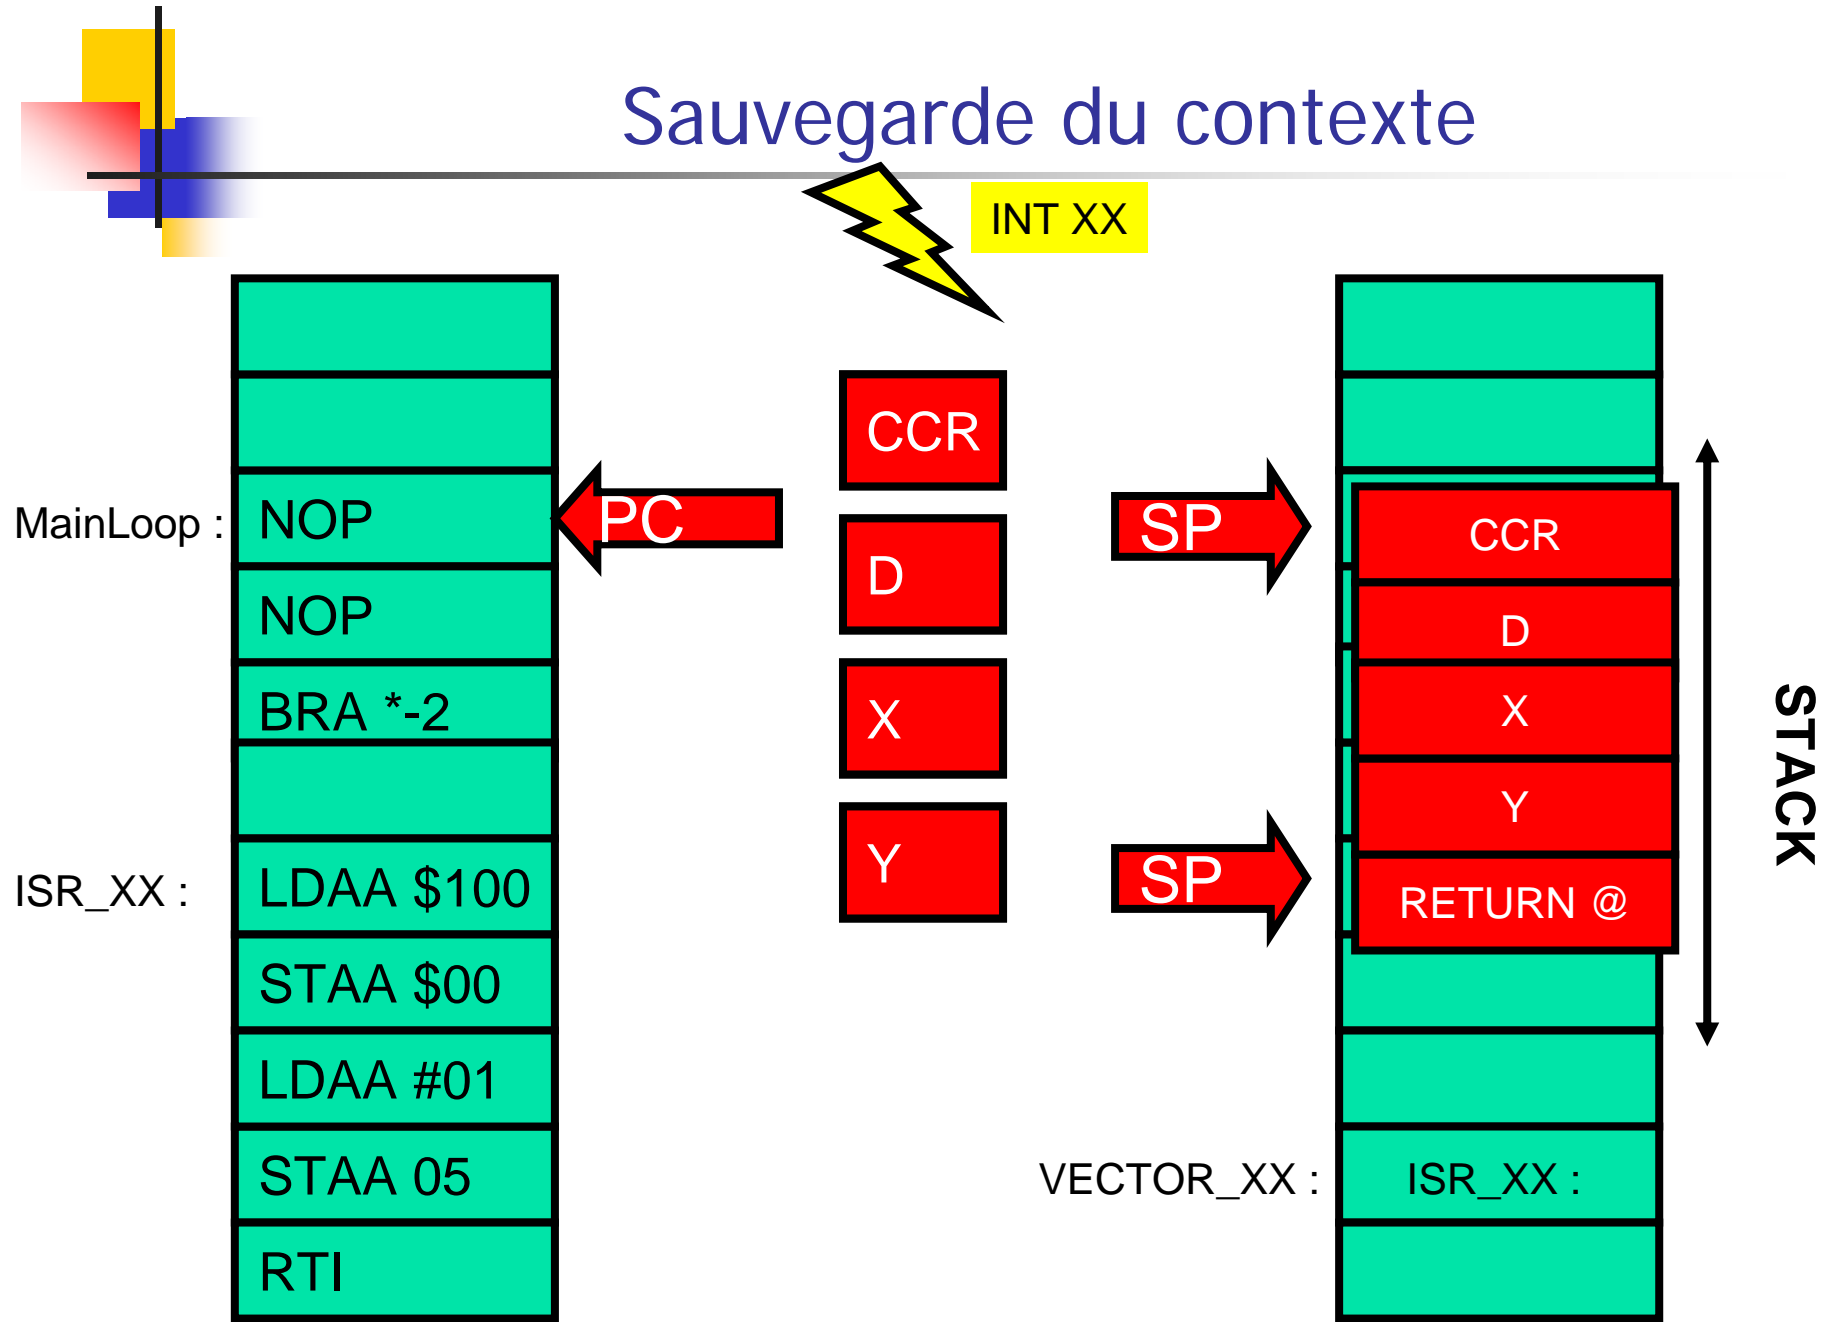 Sauvegarde du contexte
INT XX
MainLoop :
NOP
NOP
BRA *-2
ISR_XX :
LDAA $100
STAA $00
LDAA #01
STAA 05
RTI
PC
CCR
D
X
Y
SP
SP
CCR
D
X
Y
RETURN @
STACK
VECTOR_XX :
ISR_XX :